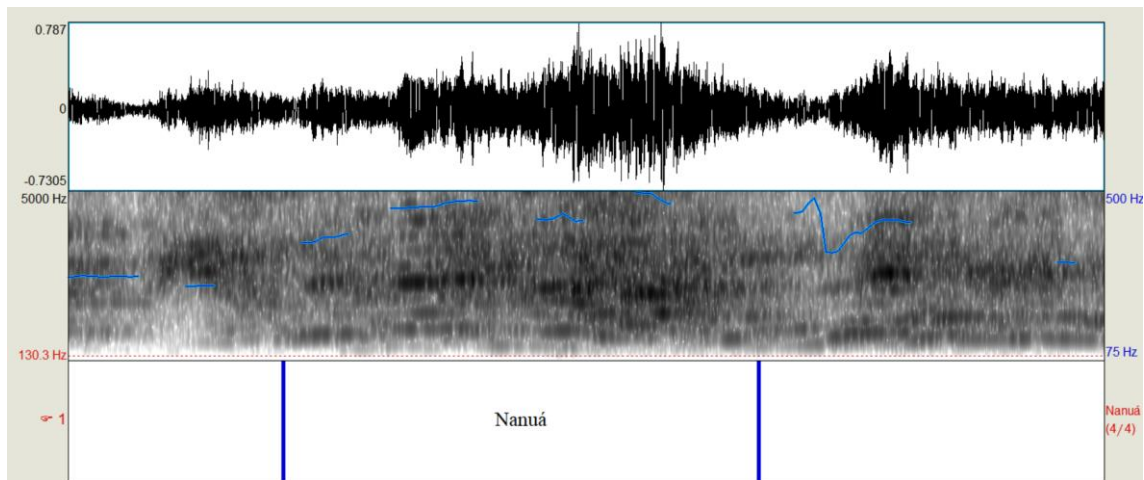 0.787
0
-0.7305
5000 Hz
500 Hz
130.3 Hz
75 Hz
☞ 1
Nanuá
Nanuá
(4/4)